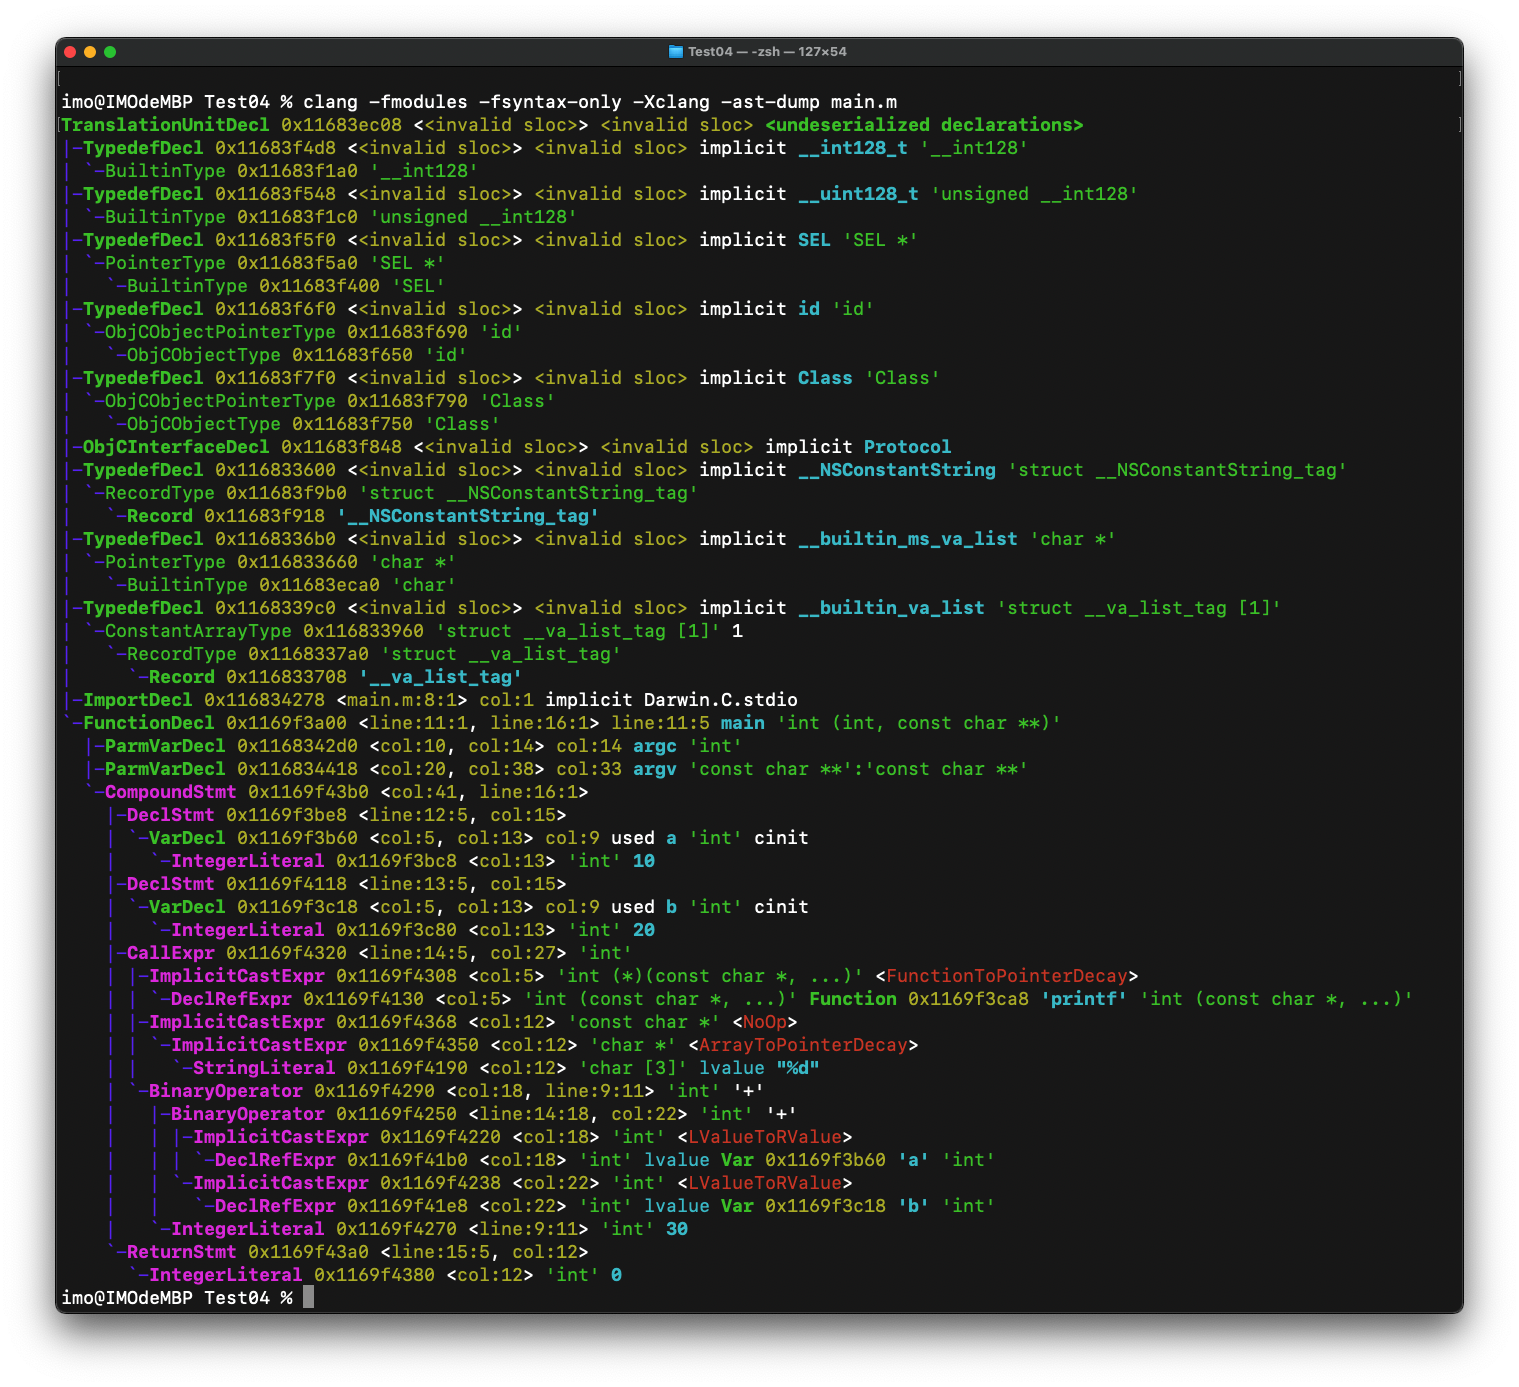 Test04 — -zsh — 127×54
imo@IMOdeMBP Test04 % clang -fmodules -fsyntax-only -Xclang -ast-dump main.m
TranslationUnitDecl 0x11683ec08 <<invalid sloc>> <invalid sloc> <undeserialized declarations>
|-TypedefDecl 0x11683f4d8 <<invalid sloc>> <invalid sloc> implicit __int128_t '__int128'
| `-BuiltinType 0x11683f1a0 '__int128'
|-TypedefDecl 0x11683f548 <<invalid sloc>> <invalid sloc> implicit __uint128_t 'unsigned __int128'
| `-BuiltinType 0x11683f1c0 'unsigned __int128'
|-TypedefDecl 0x11683f5f0 <<invalid sloc>> <invalid sloc> implicit SEL 'SEL *'
| `-PointerType 0x11683f5a0 'SEL *'
|   `-BuiltinType 0x11683f400 'SEL'
|-TypedefDecl 0x11683f6f0 <<invalid sloc>> <invalid sloc> implicit id 'id'
| `-ObjCObjectPointerType 0x11683f690 'id'
|   `-ObjCObjectType 0x11683f650 'id'
|-TypedefDecl 0x11683f7f0 <<invalid sloc>> <invalid sloc> implicit Class 'Class'
| `-ObjCObjectPointerType 0x11683f790 'Class'
|   `-ObjCObjectType 0x11683f750 'Class'
|-ObjCInterfaceDecl 0x11683f848 <<invalid sloc>> <invalid sloc> implicit Protocol
|-TypedefDecl 0x116833600 <<invalid sloc>> <invalid sloc> implicit __NSConstantString 'struct __NSConstantString_tag'
| `-RecordType 0x11683f9b0 'struct __NSConstantString_tag'
|   `-Record 0x11683f918 '__NSConstantString_tag'
|-TypedefDecl 0x1168336b0 <<invalid sloc>> <invalid sloc> implicit __builtin_ms_va_list 'char *'
| `-PointerType 0x116833660 'char *'
|   `-BuiltinType 0x11683eca0 'char'
|-TypedefDecl 0x1168339c0 <<invalid sloc>> <invalid sloc> implicit __builtin_va_list 'struct __va_list_tag [1]'
| `-ConstantArrayType 0x116833960 'struct __va_list_tag [1]' 1
|   `-RecordType 0x1168337a0 'struct __va_list_tag'
|     `-Record 0x116833708 '__va_list_tag'
|-ImportDecl 0x116834278 <main.m:8:1> col:1 implicit Darwin.C.stdio
`-FunctionDecl 0x1169f3a00 <line:11:1, line:16:1> line:11:5 main 'int (int, const char **)'
  |-ParmVarDecl 0x1168342d0 <col:10, col:14> col:14 argc 'int'
  |-ParmVarDecl 0x116834418 <col:20, col:38> col:33 argv 'const char **':'const char **'
  `-CompoundStmt 0x1169f43b0 <col:41, line:16:1>
    |-DeclStmt 0x1169f3be8 <line:12:5, col:15>
    | `-VarDecl 0x1169f3b60 <col:5, col:13> col:9 used a 'int' cinit
    |   `-IntegerLiteral 0x1169f3bc8 <col:13> 'int' 10
    |-DeclStmt 0x1169f4118 <line:13:5, col:15>
    | `-VarDecl 0x1169f3c18 <col:5, col:13> col:9 used b 'int' cinit
    |   `-IntegerLiteral 0x1169f3c80 <col:13> 'int' 20
    |-CallExpr 0x1169f4320 <line:14:5, col:27> 'int'
    | |-ImplicitCastExpr 0x1169f4308 <col:5> 'int (*)(const char *, ...)' <FunctionToPointerDecay>
    | | `-DeclRefExpr 0x1169f4130 <col:5> 'int (const char *, ...)' Function 0x1169f3ca8 'printf' 'int (const char *, ...)'
    | |-ImplicitCastExpr 0x1169f4368 <col:12> 'const char *' <NoOp>
    | | `-ImplicitCastExpr 0x1169f4350 <col:12> 'char *' <ArrayToPointerDecay>
    | |   `-StringLiteral 0x1169f4190 <col:12> 'char [3]' lvalue "%d"
    | `-BinaryOperator 0x1169f4290 <col:18, line:9:11> 'int' '+'
    |   |-BinaryOperator 0x1169f4250 <line:14:18, col:22> 'int' '+'
    |   | |-ImplicitCastExpr 0x1169f4220 <col:18> 'int' <LValueToRValue>
    |   | | `-DeclRefExpr 0x1169f41b0 <col:18> 'int' lvalue Var 0x1169f3b60 'a' 'int'
    |   | `-ImplicitCastExpr 0x1169f4238 <col:22> 'int' <LValueToRValue>
    |   |   `-DeclRefExpr 0x1169f41e8 <col:22> 'int' lvalue Var 0x1169f3c18 'b' 'int'
    |   `-IntegerLiteral 0x1169f4270 <line:9:11> 'int' 30
    `-ReturnStmt 0x1169f43a0 <line:15:5, col:12>
      `-IntegerLiteral 0x1169f4380 <col:12> 'int' 0
imo@IMOdeMBP Test04 %